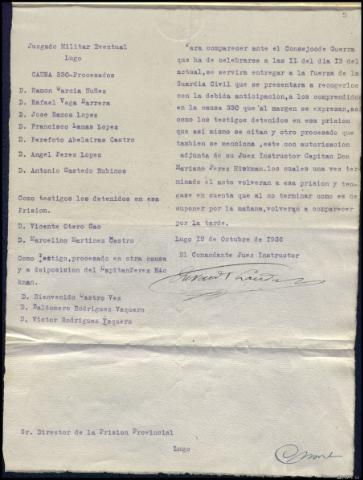 5
Juzgado Militar Eventual
Lugo
CAUSA 330-Procesados
D. Ramon Garcia Nuñez
D. Rafael Vega Barrera
D. Jose Ramos Lopez
D. Francisco Lamas Lopez
D. Perefoto Abelairas Castro
D. Angel Perez Lopez
D. Antonio Castedo Rubinos
Como testigos los detenidos en esa
Prision.
D. Vicente Otero Cao
D. Marcelino Martinez Castro
Como Testigo, procesado en otra causa
y a disposicion del Capitan Perez Hic
kman.
D. Bienvenido Castro Vez
D. Baldomero Rodriguez Vaquero
D. Victor Rodriguez Vaquero
Para comparecer ante el Consejo de Guerra
que ha de celebrarse a las 11 del dia 18 del
actual, se servira entregar a la fuerza de la
Guardia Civil que se presentara a recogerlos
con la debida anticipacion, a los comprendidos
en la causa 330 que al margen se expresan, asi
como los testigos detenidos en esa prision
que asi mismo se citan y otro procesado que
tambien se menciona, este con autorizacion
adjunta de su Juez Instructor Capitan Don
Mariano Perez Hickman. los cuales una vez ter
minado el acto volveran a esa prision y ten-
gase en cuenta que al no terminar como es de
suponer por la mañana, volveran a comparecer
por la tarde.
Lugo 16 de Octubre de 1936
El Comandante Juez Instructor
Sr. Director de la Prision Provincial
Lugo